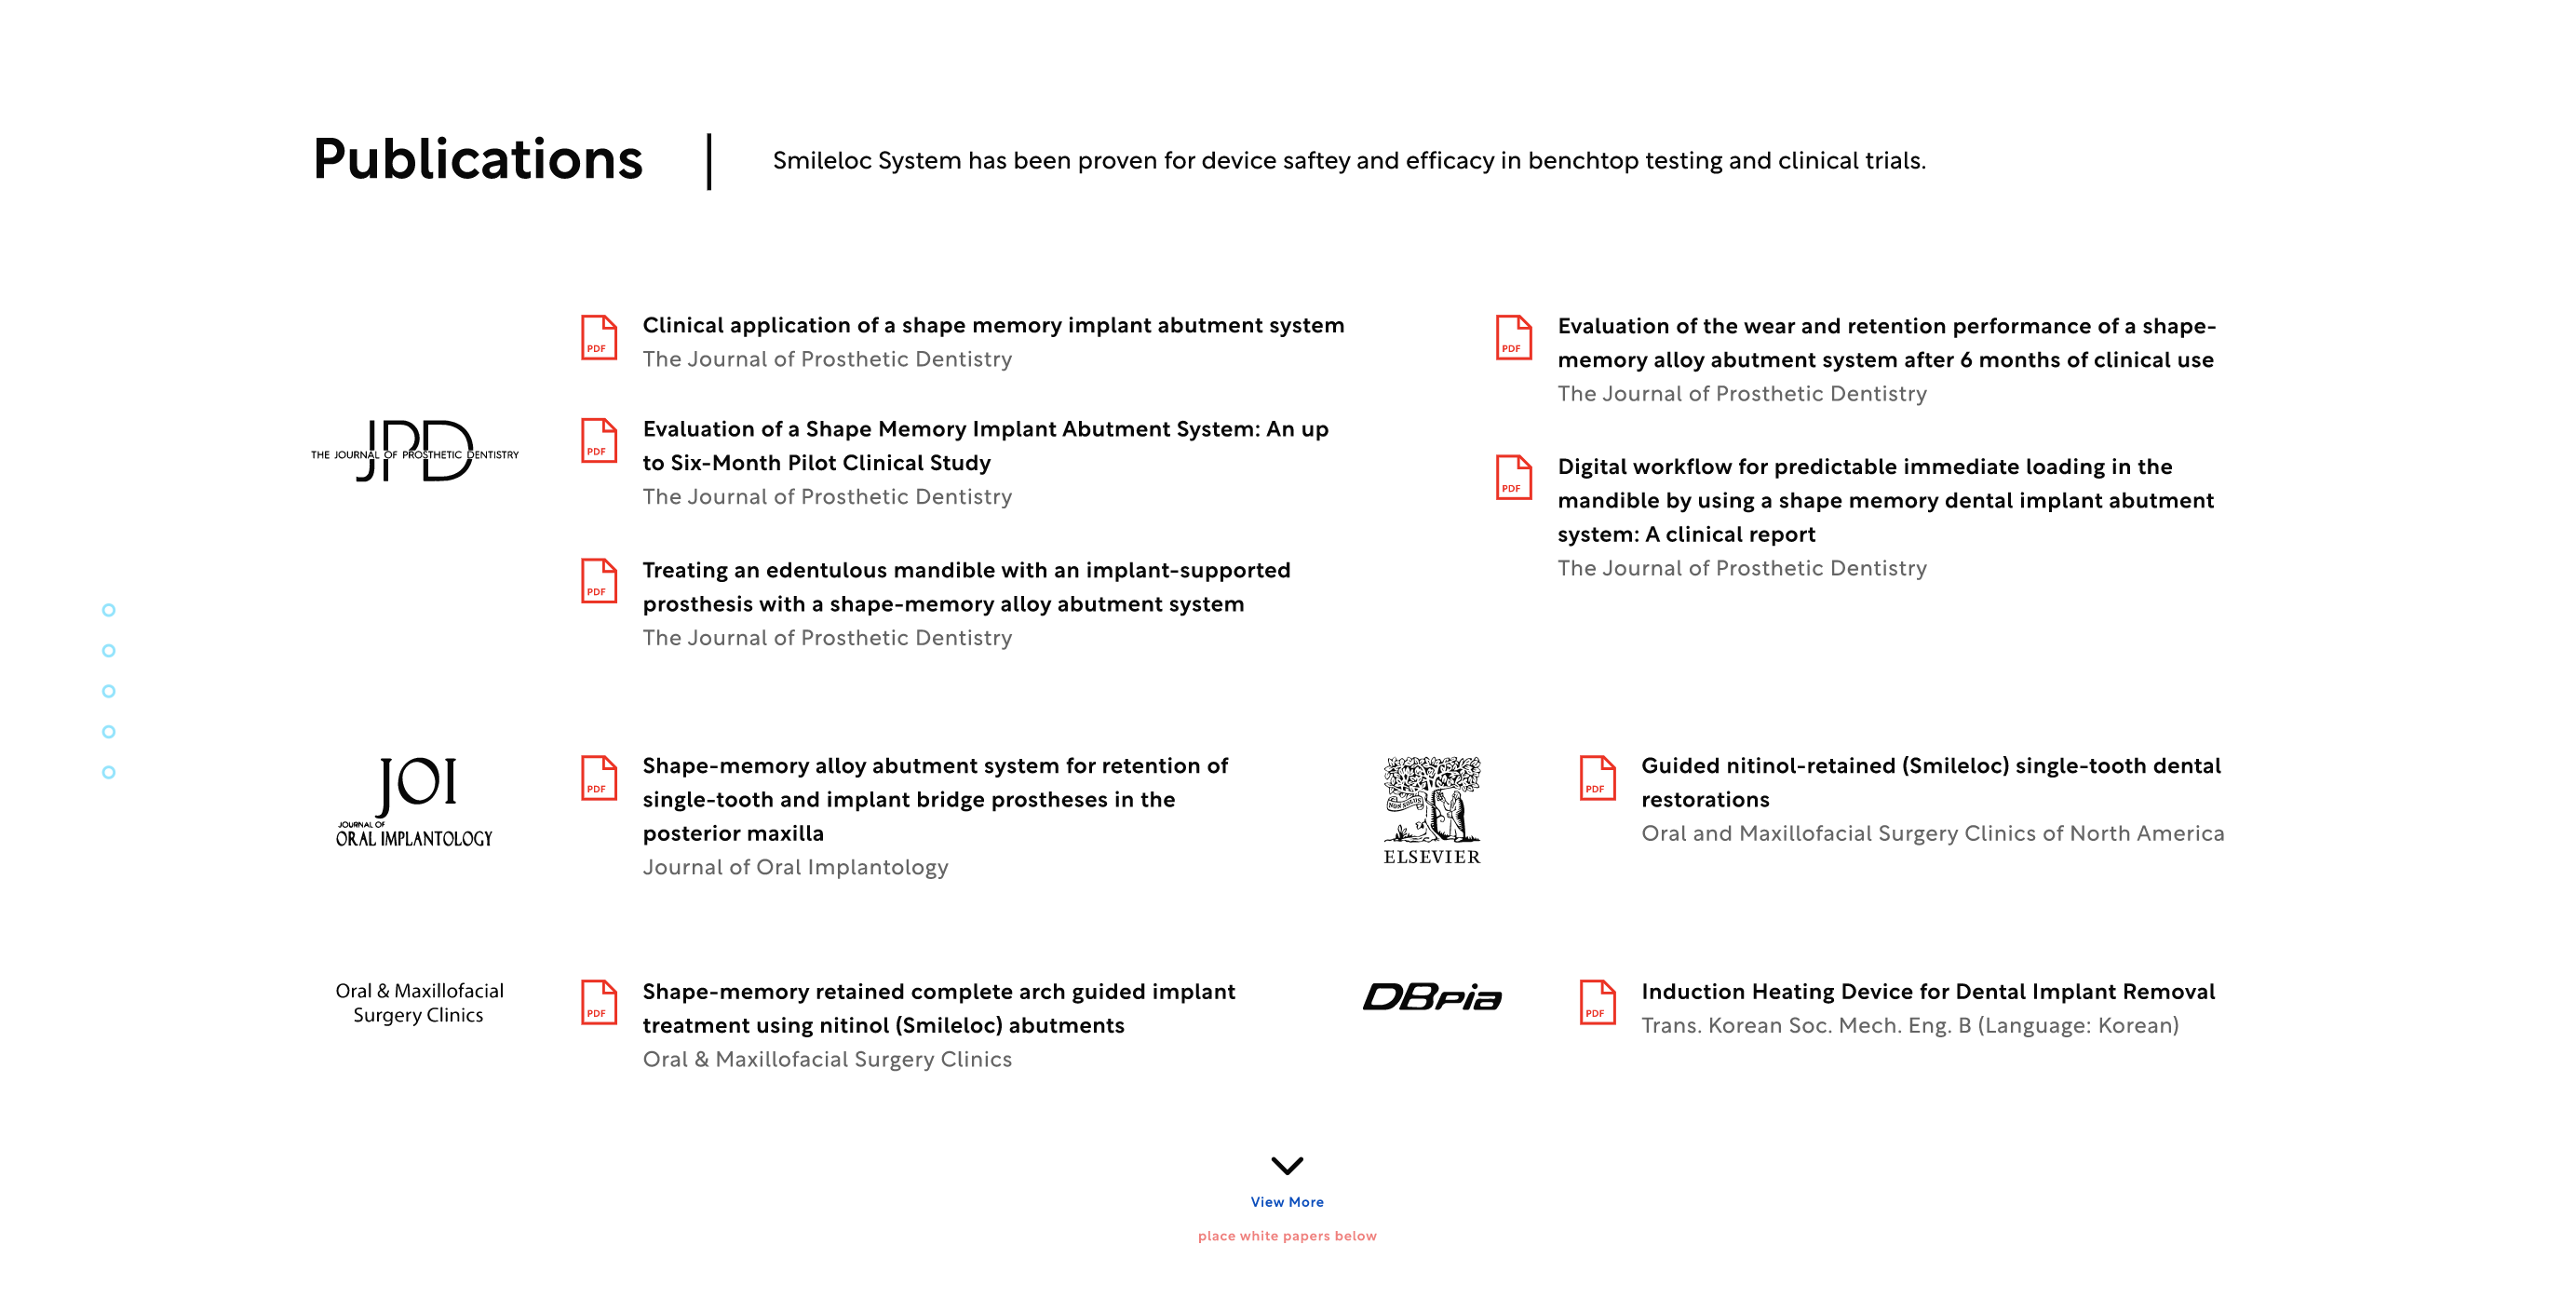 Publications
Smileloc System has been proven for device saftey and efficacy in benchtop testing and clinical trials.
JPD
THE JOURNAL OF PROSTHETIC DENTISTRY
PDF
Clinical application of a shape memory implant abutment system
The Journal of Prosthetic Dentistry
PDF
Evaluation of a Shape Memory Implant Abutment System: An up
to Six-Month Pilot Clinical Study
The Journal of Prosthetic Dentistry
PDF
Treating an edentulous mandible with an implant-supported
prosthesis with a shape-memory alloy abutment system
The Journal of Prosthetic Dentistry
PDF
Evaluation of the wear and retention performance of a shape-
memory alloy abutment system after 6 months of clinical use
The Journal of Prosthetic Dentistry
PDF
Digital workflow for predictable immediate loading in the
mandible by using a shape memory dental implant abutment
system: A clinical report
The Journal of Prosthetic Dentistry
JOI
JOURNAL OF
ORAL IMPLANTOLOGY
PDF
Shape-memory alloy abutment system for retention of
single-tooth and implant bridge prostheses in the
posterior maxilla
Journal of Oral Implantology
NON SOLUS
ELSEVIER
PDF
Guided nitinol-retained (Smileloc) single-tooth dental
restorations
Oral and Maxillofacial Surgery Clinics of North America
Oral & Maxillofacial
Surgery Clinics
PDF
Shape-memory retained complete arch guided implant
treatment using nitinol (Smileloc) abutments
Oral & Maxillofacial Surgery Clinics
DBpia
PDF
Induction Heating Device for Dental Implant Removal
Trans. Korean Soc. Mech. Eng. B (Language: Korean)
View More
place white papers below